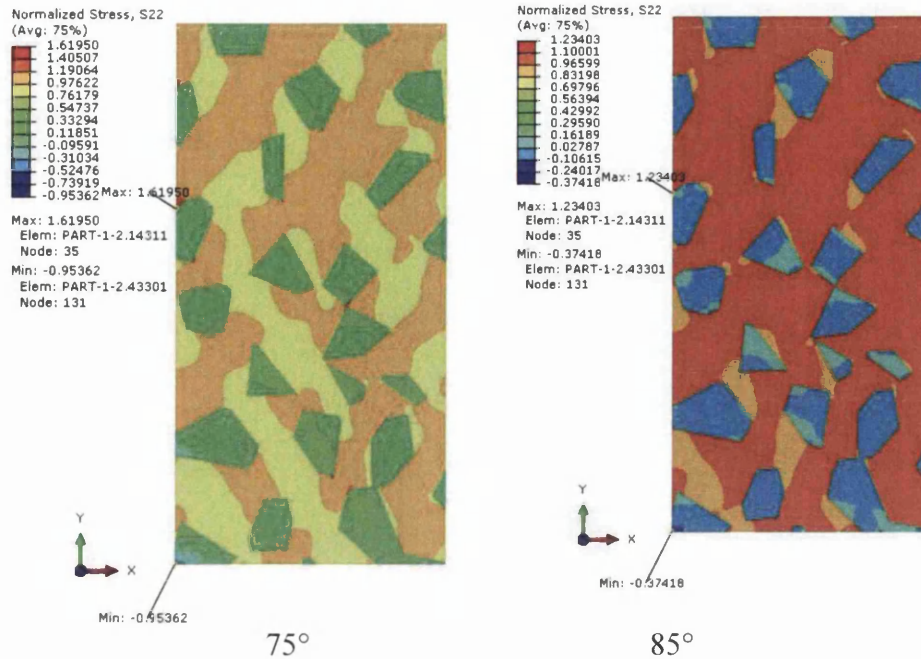 Normalized Stress, S22
(Avg: 75%)
1.61950
1.40507
1.19064
0.97622
0.76179
0.54737
0.33294
0.11851
-0.09591
-0.31034
-0.52476
-0.73919
-0.95362
Max: 1.61950
Max: 1.61950
Elem: PART-1-2.14311
Node: 35
Min: -0.95362
Elem: PART-1-2.43301
Node: 131
Y
X
Min: -0.95362
75°
Normalized Stress, S22
(Avg: 75%)
1.23403
1.10001
0.96599
0.83198
0.69796
0.56394
0.42992
0.29590
0.16189
0.02787
-0.10615
-0.24017
-0.37418
Max: 1.23403
Max: 1.23403
Elem: PART-1-2.14311
Node: 35
Min: -0.37418
Elem: PART-1-2.43301
Node: 131
Y
X
Min: -0.37418
85°